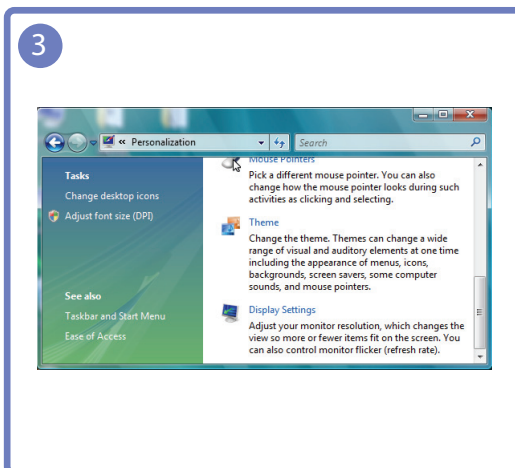 3
« Personalization
Search
Tasks
Change desktop icons
Adjust font size (DPI)
See also
Taskbar and Start Menu
Ease of Access
Mouse Pointers
Pick a different mouse pointer. You can also
change how the mouse pointer looks during such
activities as clicking and selecting.
Theme
Change the theme. Themes can change a wide
range of visual and auditory elements at one time
including the appearance of menus, icons,
backgrounds, screen savers, some computer
sounds, and mouse pointers.
Display Settings
Adjust your monitor resolution, which changes the
view so more or fewer items fit on the screen. You
can also control monitor flicker (refresh rate).